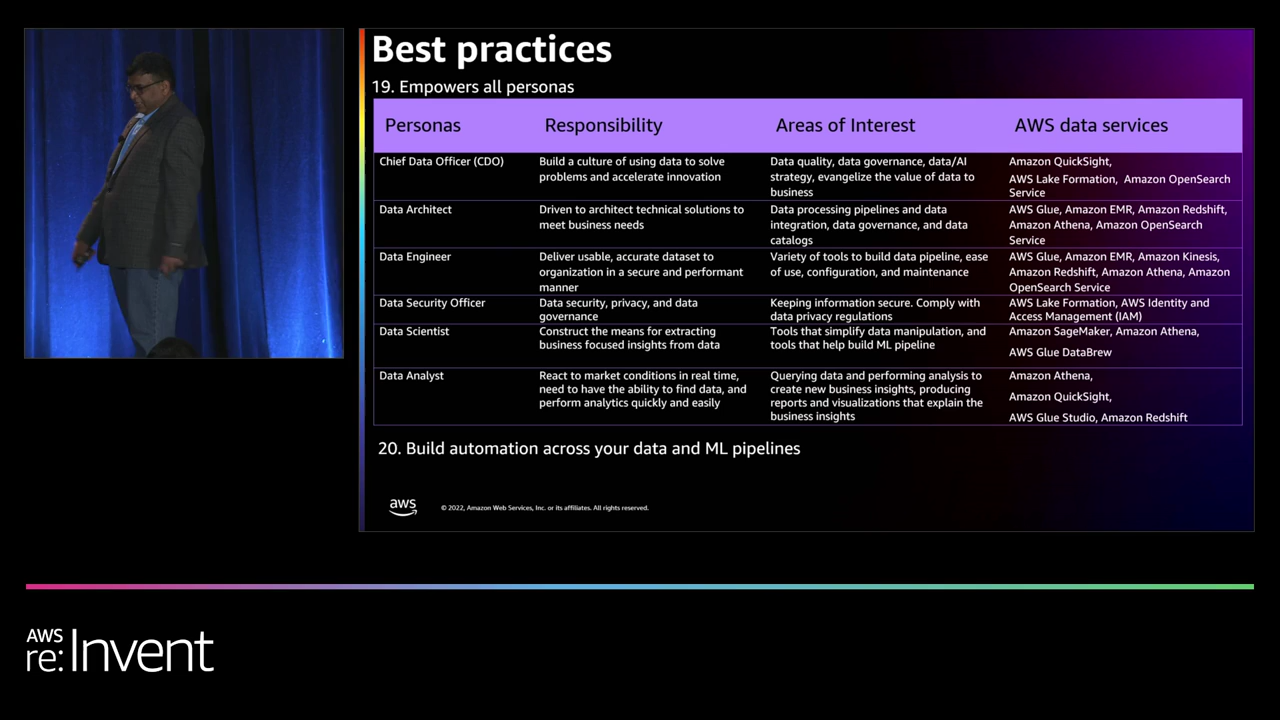 Best practices
19. Empowers all personas
Personas
Responsibility
Areas of Interest
AWS data services
Chief Data Officer (CDO)
Build a culture of using data to solve
problems and accelerate innovation
Data quality, data governance, data/AI
strategy, evangelize the value of data to
business
Amazon QuickSight,
AWS Lake Formation, Amazon OpenSearch
Service
Data Architect
Driven to architect technical solutions to
meet business needs
Data processing pipelines and data
integration, data governance, and data
catalogs
AWS Glue, Amazon EMR, Amazon Redshift,
Amazon Athena, Amazon OpenSearch
Service
Data Engineer
Deliver usable, accurate dataset to
organization in a secure and performant
manner
Variety of tools to build data pipeline, ease
of use, configuration, and maintenance
AWS Glue, Amazon EMR, Amazon Kinesis,
Amazon Redshift, Amazon Athena, Amazon
OpenSearch Service
Data Security Officer
Data security, privacy, and data
governance
Keeping information secure. Comply with
data privacy regulations
AWS Lake Formation, AWS Identity and
Access Management (IAM)
Data Scientist
Construct the means for extracting
business focused insights from data
Tools that simplify data manipulation, and
tools that help build ML pipeline
Amazon SageMaker, Amazon Athena,
AWS Glue DataBrew
Data Analyst
React to market conditions in real time,
need to have the ability to find data, and
perform analytics quickly and easily
Querying data and performing analysis to
create new business insights, producing
reports and visualizations that explain the
business insights
Amazon Athena,
Amazon QuickSight,
AWS Glue Studio, Amazon Redshift
20. Build automation across your data and ML pipelines
aws
© 2022, Amazon Web Services, Inc. or its affiliates. All rights reserved.
AWS
re:Invent